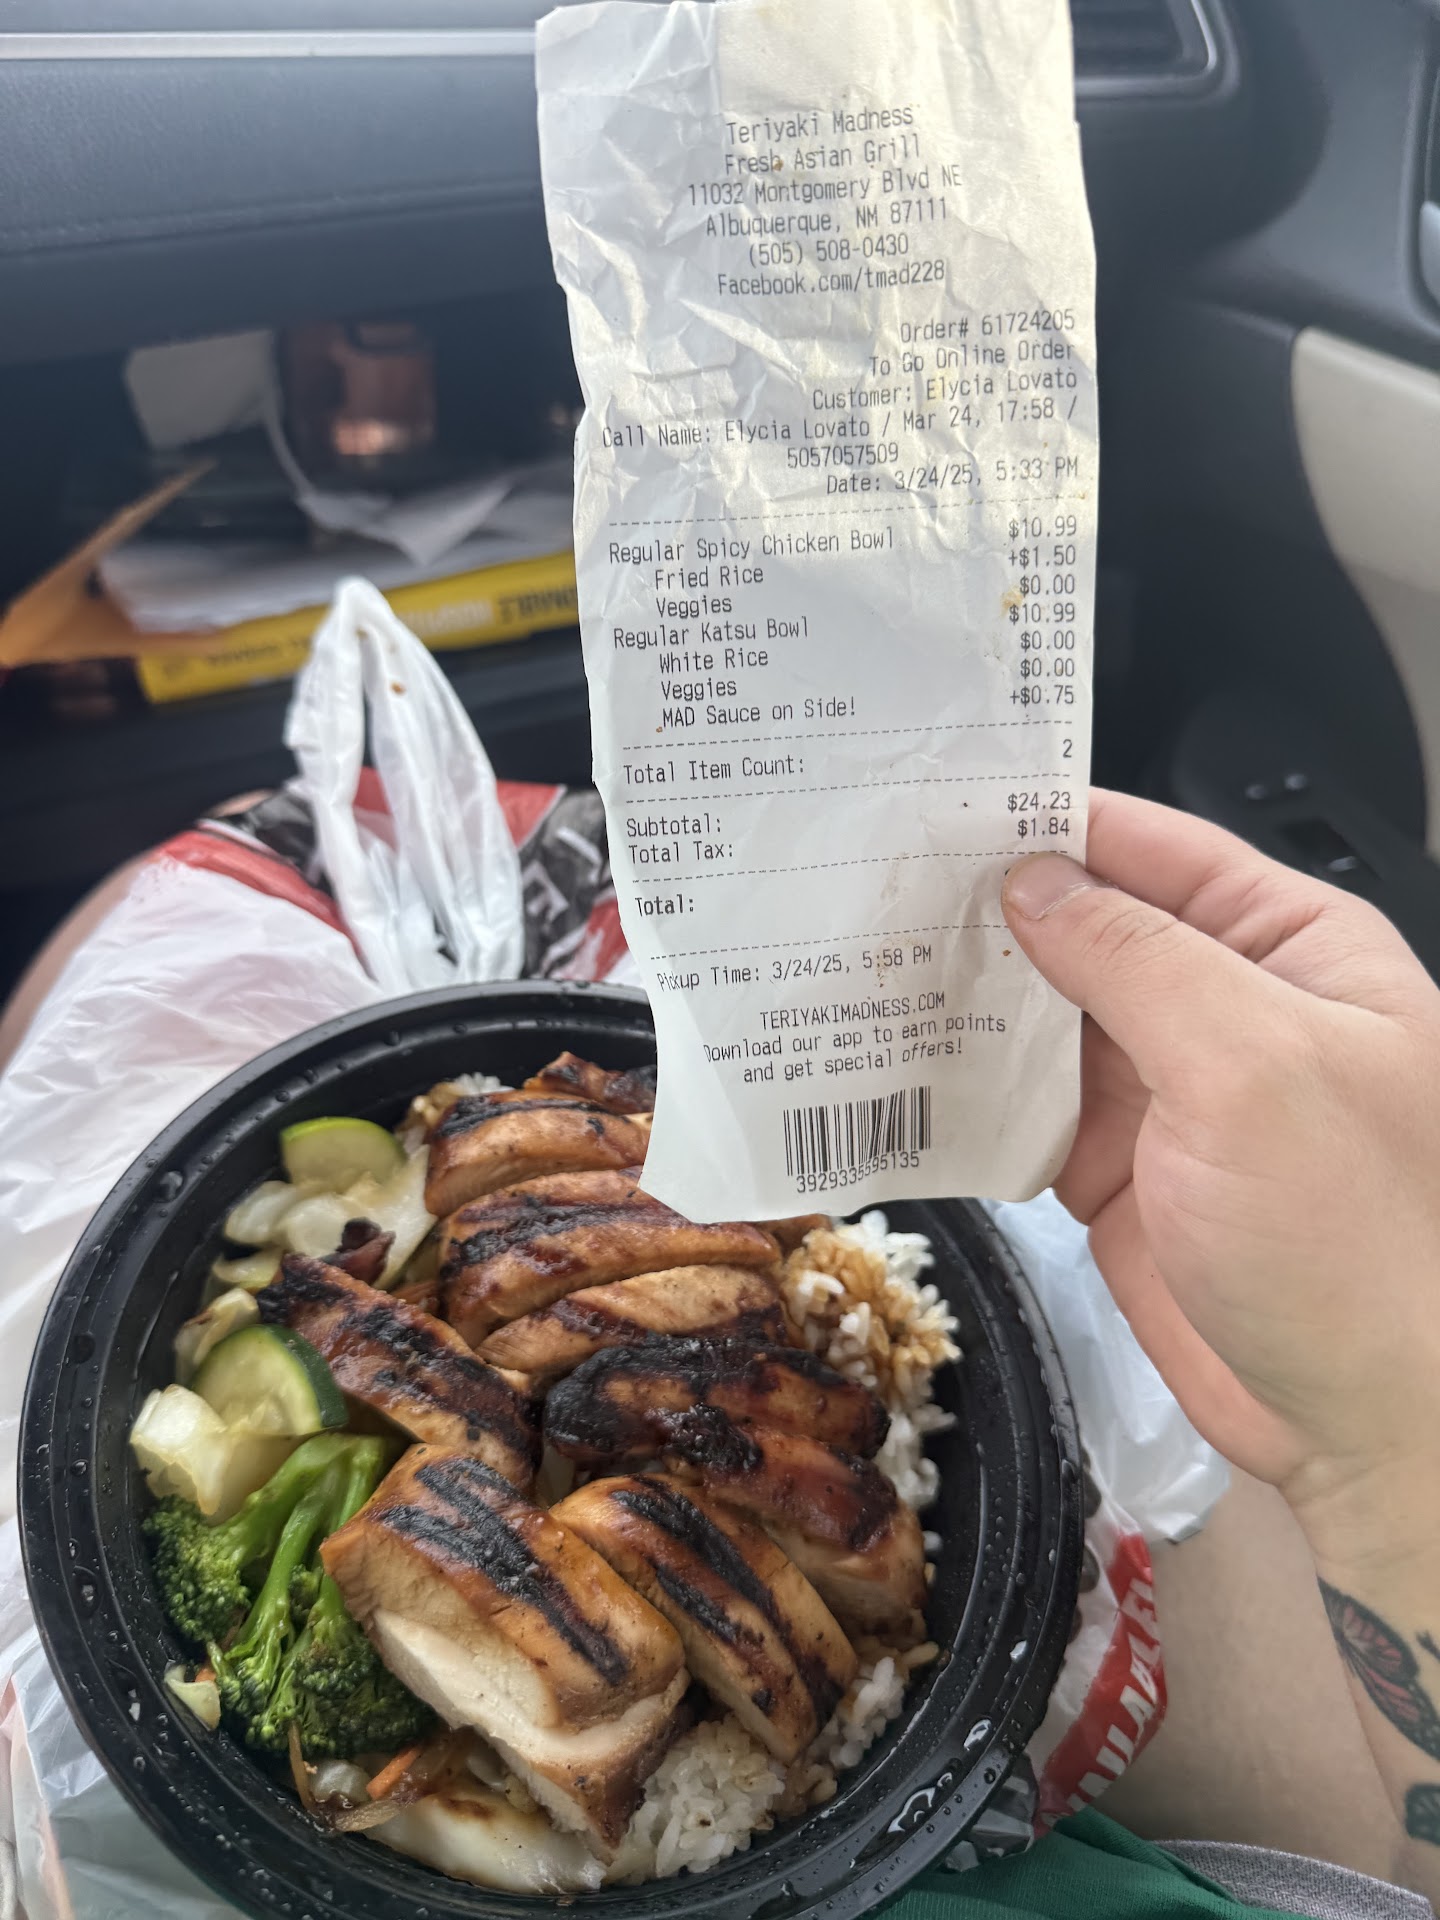 Teriyaki Madness
Fresh Asian Grill
11032 Montgomery Blvd NE
Albuquerque, NM 87111
(505) 508-0430
Facebook.com/tmad228
Order# 61724205
To Go Online Order
Customer: Elycia Lovato
Call Name: Elycia Lovato / Mar 24, 17:58 /
5057057509
Date: 3/24/25, 5:33 PM
Regular Spicy Chicken Bowl $10.99
Fried Rice +$1.50
Veggies $0.00
Regular Katsu Bowl $10.99
White Rice $0.00
Veggies $0.00
MAD Sauce on Side! +$0.75
Total Item Count: 2
Subtotal: $24.23
Total Tax: $1.84
Total:
Pickup Time: 3/24/25, 5:58 PM
TERIYAKIMADNESS.COM
Download our app to earn points
and get special offers!
3929335595135